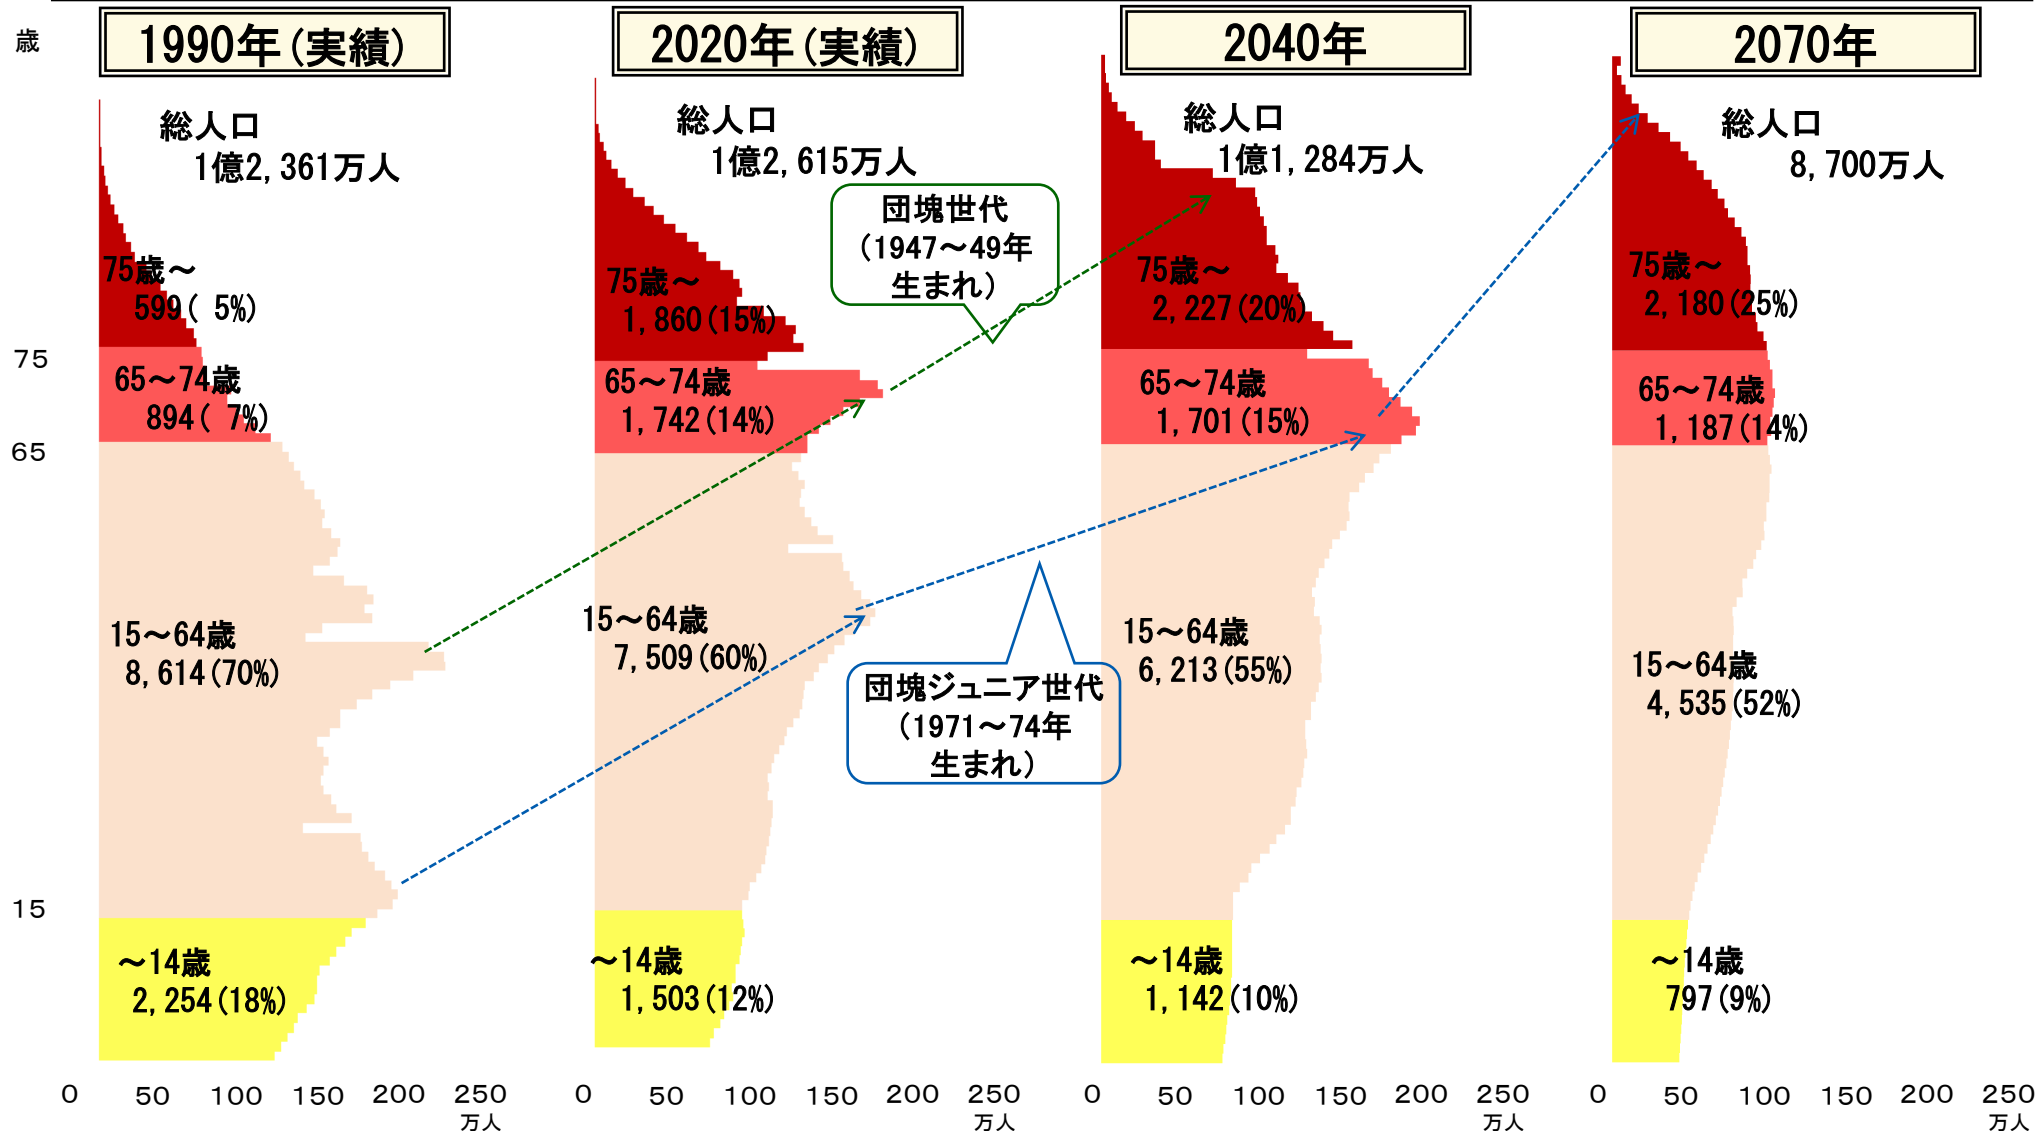 歳
1990年（実績）
総人口
1億2,361万人
75歳～
599( 5%)
65～74歳
894( 7%)
15～64歳
8,614(70%)
～14歳
2,254(18%)
75
65
15
0 50 100 150 200 250
万人
2020年（実績）
総人口
1億2,615万人
75歳～
1,860(15%)
65～74歳
1,742(14%)
15～64歳
7,509(60%)
～14歳
1,503(12%)
0 50 100 150 200 250
万人
団塊世代
（1947～49年
生まれ）
団塊ジュニア世代
（1971～74年
生まれ）
2040年
総人口
1億1,284万人
75歳～
2,227(20%)
65～74歳
1,701(15%)
15～64歳
6,213(55%)
～14歳
1,142(10%)
0 50 100 150 200 250
万人
2070年
総人口
8,700万人
75歳～
2,180(25%)
65～74歳
1,187(14%)
15～64歳
4,535(52%)
～14歳
797(9%)
0 50 100 150 200 250
万人